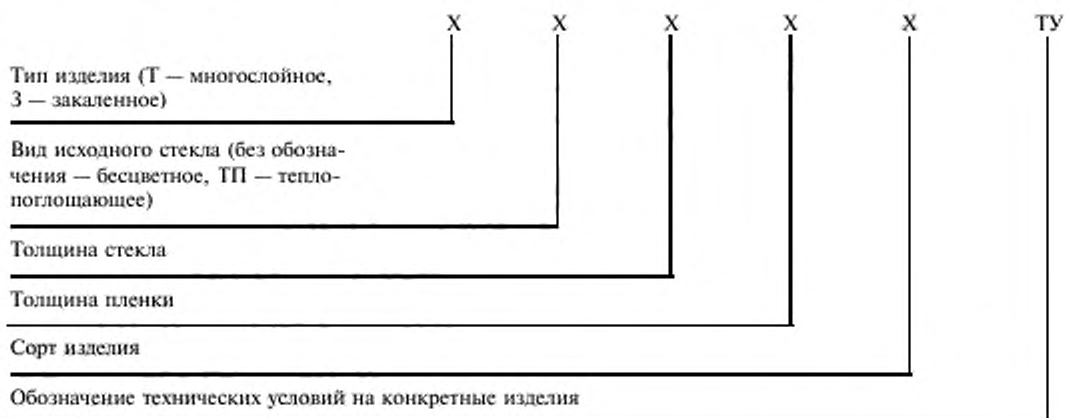 X X X X X ТУ
Тип изделия (Т — многослойное,
З — закаленное)
Вид исходного стекла (без обозна-
чения — бесцветное, ТП — тепло-
поглощающее)
Толщина стекла
Толщина пленки
Сорт изделия
Обозначение технических условий на конкретные изделия